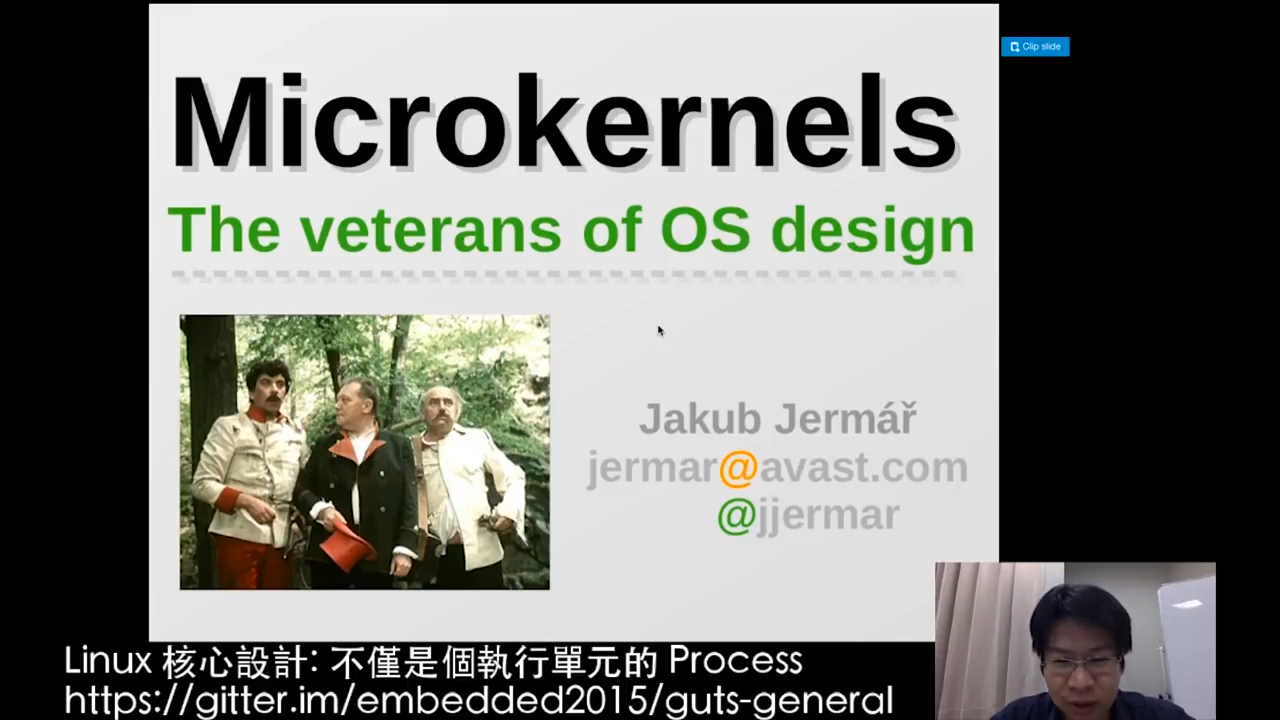 Microkernels
Clip slide
The veterans of OS design
Jakub Jermář
jermar@avast.com
@jjermar
Linux 核心設計: 不僅是個執行單元的 Process
https://gitter.im/embedded2015/guts-general